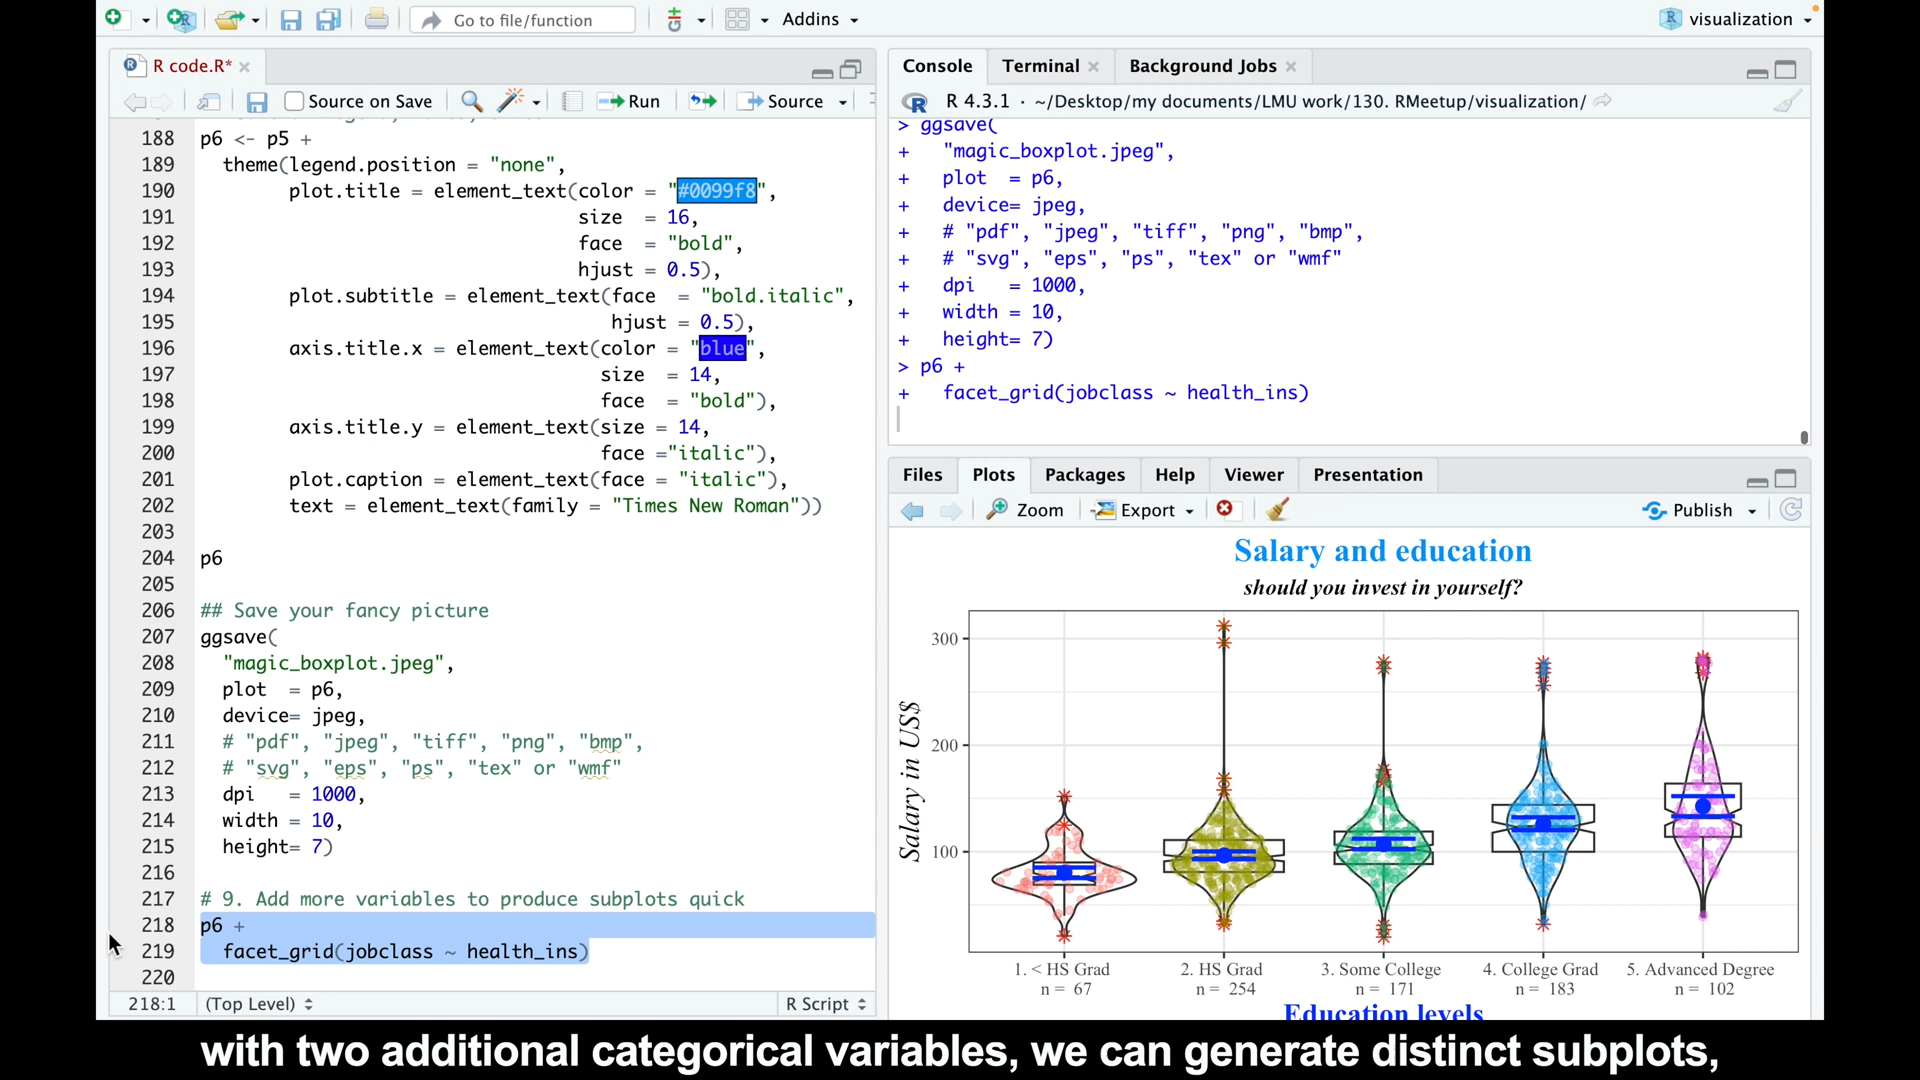 Go to file/function
Addins
visualization
R code.R*
Source on Save
Run
Source
188 p6 <- p5 +
189 theme(legend.position = "none",
190 plot.title = element_text(color = "#0099f8",
191 size = 16,
192 face = "bold",
193 hjust = 0.5),
194 plot.subtitle = element_text(face = "bold.italic",
195 hjust = 0.5),
196 axis.title.x = element_text(color = "blue",
197 size = 14,
198 face = "bold"),
199 axis.title.y = element_text(size = 14,
200 face ="italic"),
201 plot.caption = element_text(face = "italic"),
202 text = element_text(family = "Times New Roman"))
203
204 p6
205
206 ## Save your fancy picture
207 ggsave(
208 "magic_boxplot.jpeg",
209 plot = p6,
210 device= jpeg,
211 # "pdf", "jpeg", "tiff", "png", "bmp",
212 # "svg", "eps", "ps", "tex" or "wmf"
213 dpi = 1000,
214 width = 10,
215 height= 7)
216
217 # 9. Add more variables to produce subplots quick
218 p6 +
219 facet_grid(jobclass ~ health_ins)
220
218:1 (Top Level) R Script
Console Terminal Background Jobs
R 4.3.1 · ~/Desktop/my documents/LMU work/130. RMeetup/visualization/
> ggsave(
+ "magic_boxplot.jpeg",
+ plot = p6,
+ device= jpeg,
+ # "pdf", "jpeg", "tiff", "png", "bmp",
+ # "svg", "eps", "ps", "tex" or "wmf"
+ dpi = 1000,
+ width = 10,
+ height= 7)
> p6 +
+ facet_grid(jobclass ~ health_ins)
Files Plots Packages Help Viewer Presentation
Zoom Export Publish
Salary and education
should you invest in yourself?
Salary in US$
300
200
100
1. < HS Grad 2. HS Grad 3. Some College 4. College Grad 5. Advanced Degree
n = 67 n = 254 n = 171 n = 183 n = 102
Education levels
with two additional categorical variables, we can generate distinct subplots,